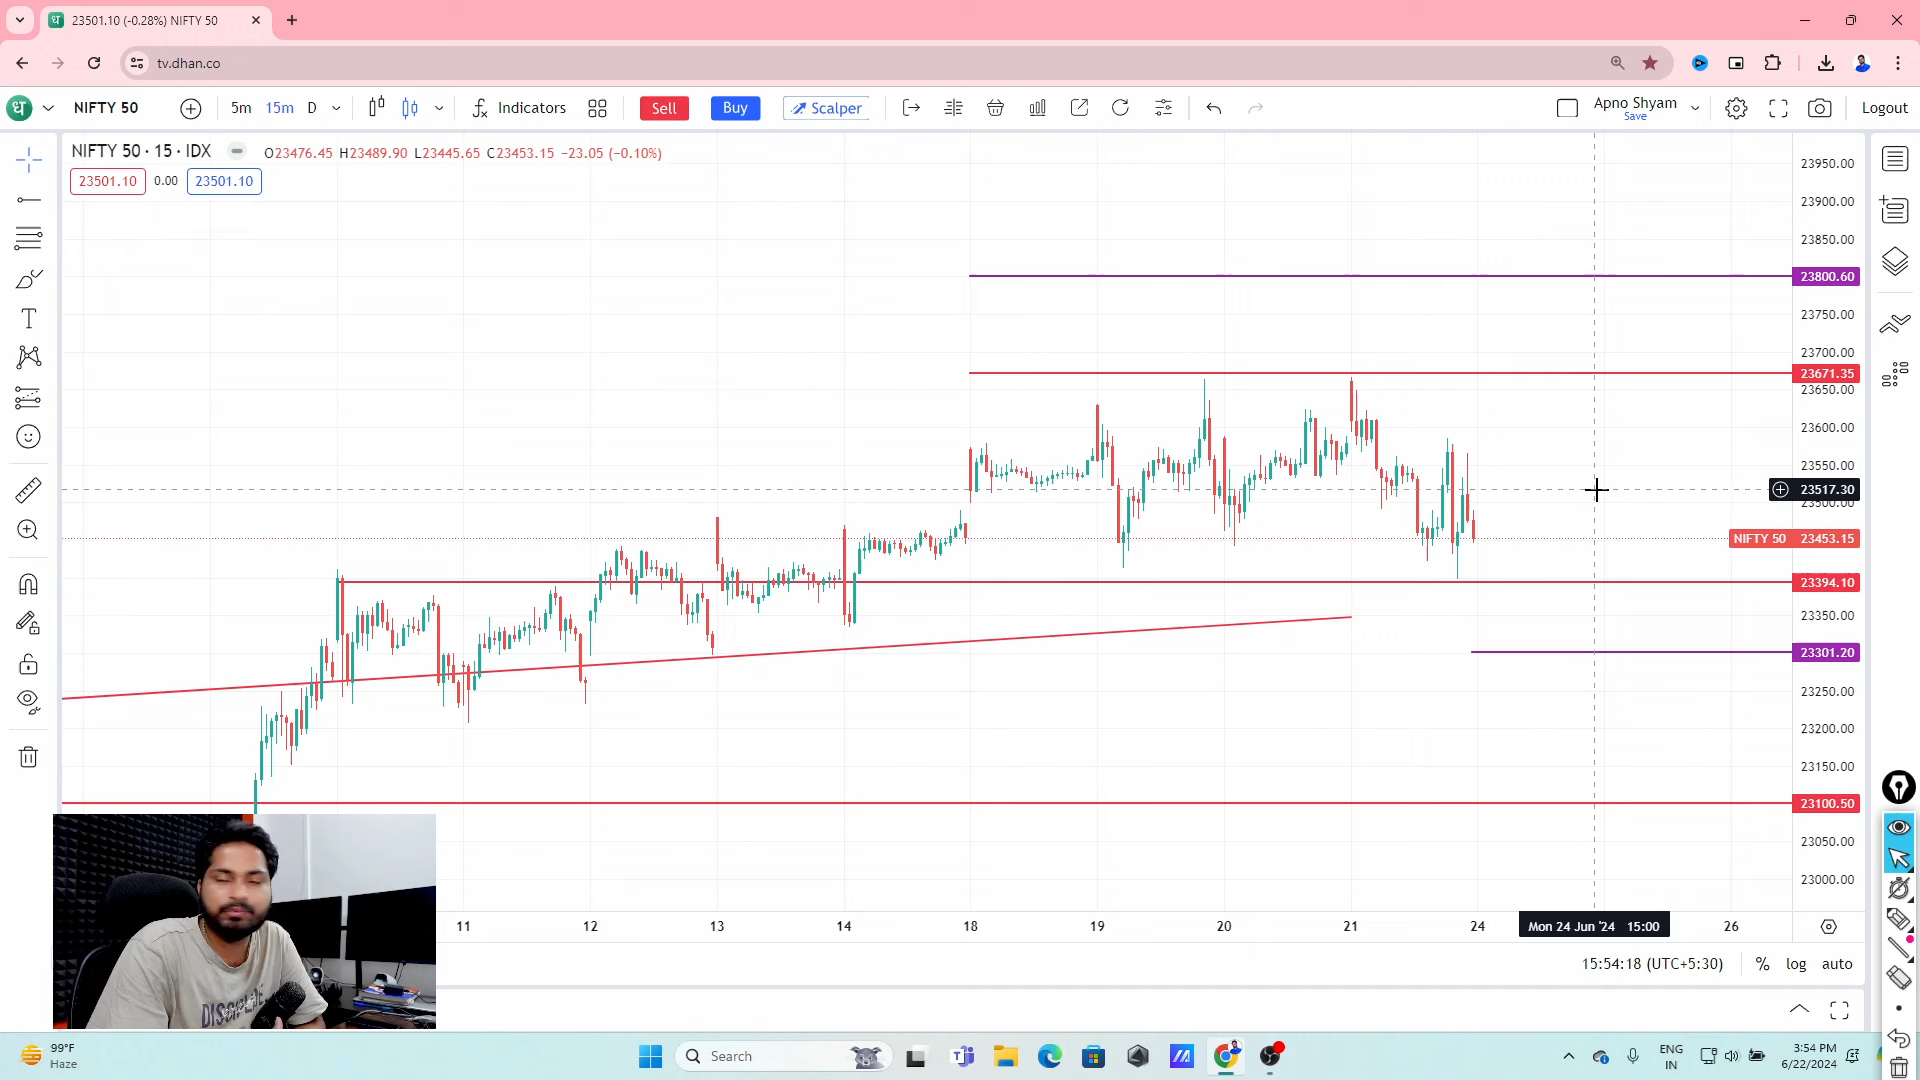 23501.10 (-0.28%) NIFTY 50
tv.dhan.co
ध NIFTY 50 5m 15m D Indicators Sell Buy Scalper Apno Shyam Save Logout
NIFTY 50 · 15 · IDX O23476.45 H23489.90 L23445.65 C23453.15 −23.05 (−0.10%)
23501.10 0.00 23501.10
23950.00
23900.00
23850.00
23800.60
23750.00
23700.00
23671.35
23650.00
23600.00
23550.00
23517.30
23500.00
NIFTY 50 23453.15
23394.10
23350.00
23301.20
23250.00
23200.00
23150.00
23100.50
23050.00
23000.00
DISCIPLINE
11 12 13 14 18 19 20 21 24 Mon 24 Jun '24 15:00 26
15:54:18 (UTC+5:30) % log auto
99°F
Haze
Search
ENG
IN
3:54 PM
6/22/2024